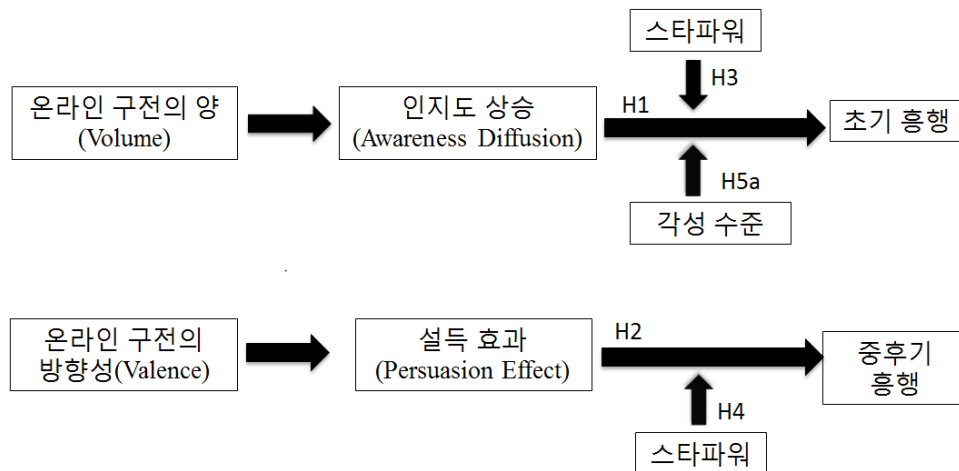 스타파워
H3
온라인 구전의 양
(Volume)
인지도 상승
(Awareness Diffusion)
H1
초기 흥행
H5a
각성 수준
온라인 구전의
방향성(Valence)
설득 효과
(Persuasion Effect)
H2
중후기
흥행
H4
스타파워